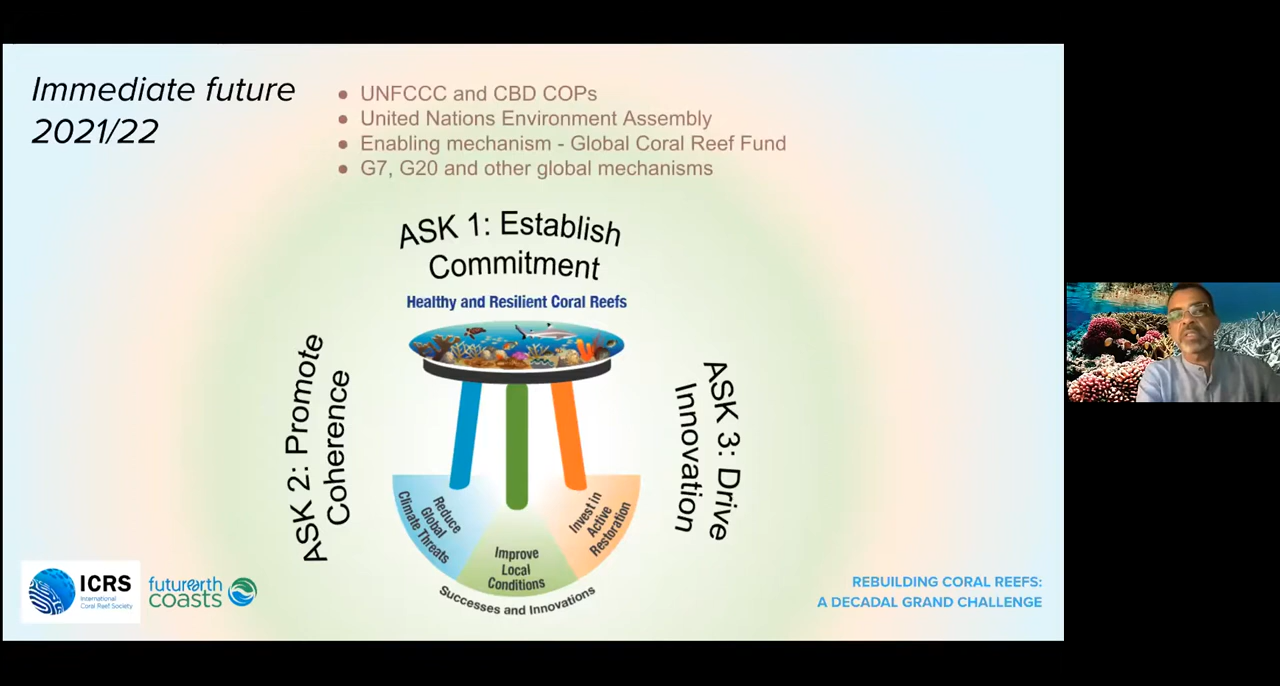 Immediate future
2021/22
● UNFCCC and CBD COPs
● United Nations Environment Assembly
● Enabling mechanism - Global Coral Reef Fund
● G7, G20 and other global mechanisms
ASK 1: Establish
Commitment
Healthy and Resilient Coral Reefs
ASK 2: Promote
Coherence
ASK 3: Drive
Innovation
Reduce
Global
Climate Threats
Improve
Local
Conditions
Invest in
Active
Restoration
Successes and Innovations
ICRS
International
Coral Reef Society
futurearth
coasts
REBUILDING CORAL REEFS:
A DECADAL GRAND CHALLENGE